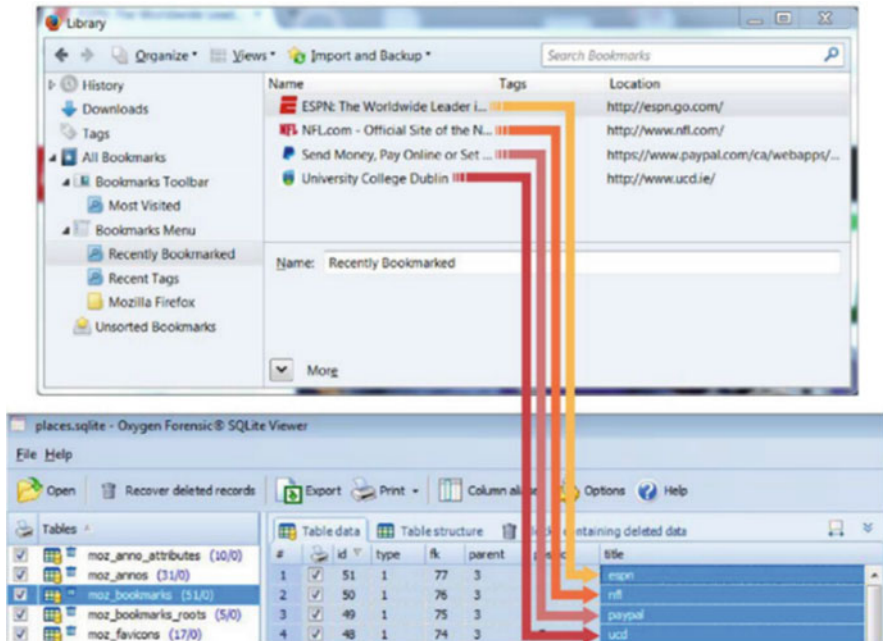 Library
Organize Views Import and Backup Search Bookmarks
History
Downloads
Tags
All Bookmarks
Bookmarks Toolbar
Most Visited
Bookmarks Menu
Recently Bookmarked
Recent Tags
Mozilla Firefox
Unsorted Bookmarks
Name Tags Location
ESPN: The Worldwide Leader i... http://espn.go.com/
NFL.com - Official Site of the N... http://www.nfl.com/
Send Money, Pay Online or Set ... https://www.paypal.com/ca/webapps/...
University College Dublin http://www.ucd.ie/
Name: Recently Bookmarked
More
places.sqlite - Oxygen Forensic® SQLite Viewer
File Help
Open Recover deleted records Export Print Column Options Help
Tables
moz_anno_attributes (10/0)
moz_annos (31/0)
moz_bookmarks (51/0)
moz_bookmarks_roots (5/0)
moz_favicons (17/0)
Table data Table structure containing deleted data
# id type fk parent title
1 51 1 77 3 espn
2 50 1 76 3 nfl
3 49 1 75 3 paypal
4 48 1 74 3 ucd